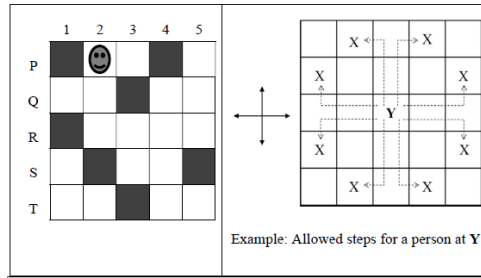 1 2 3 4 5
P
Q
R
S
T
X X
X X
Y
X X
X X
Example: Allowed steps for a person at Y